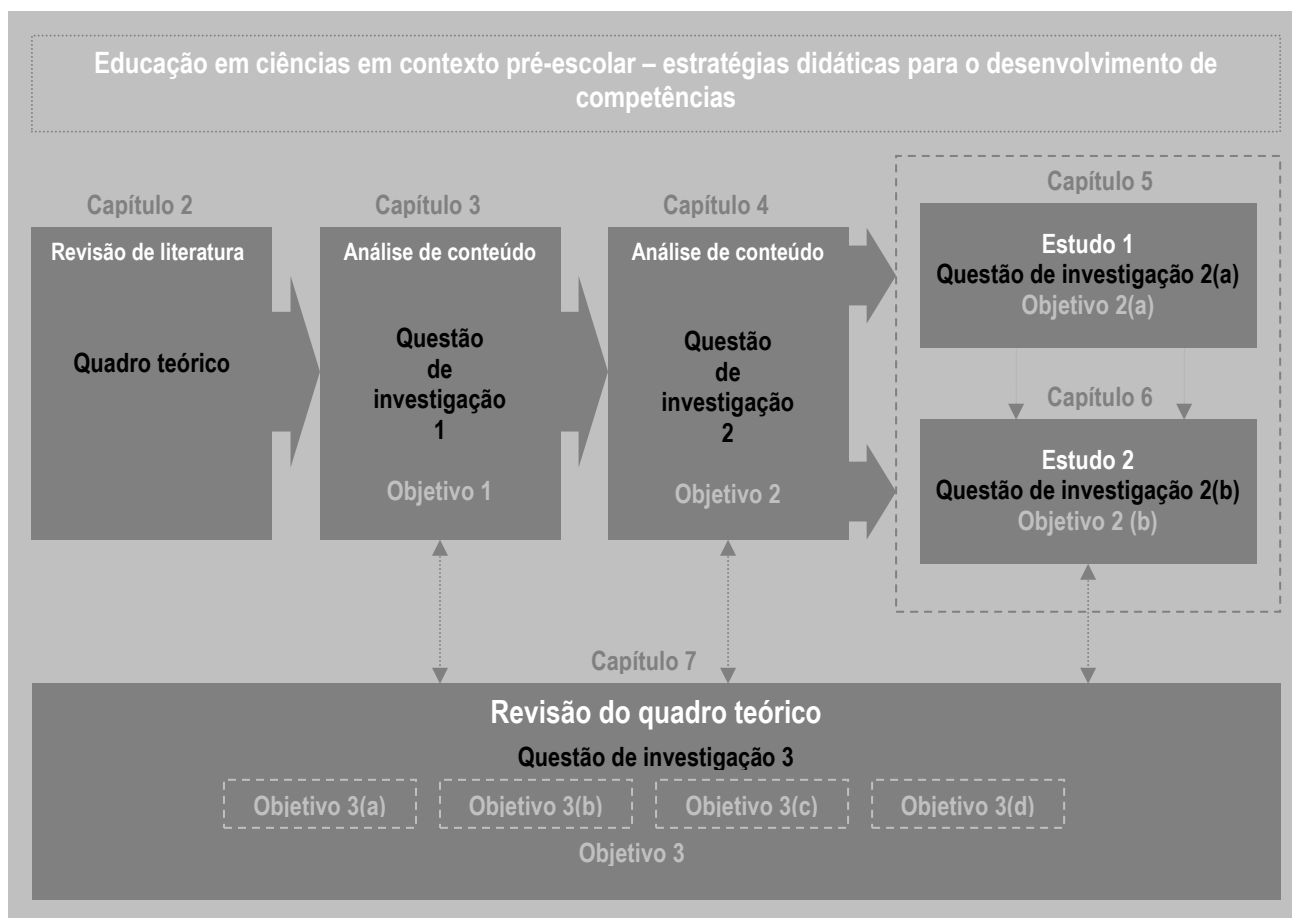 Educação em ciências em contexto pré-escolar – estratégias didáticas para o desenvolvimento de
competências
Capítulo 2
Revisão de literatura
Quadro teórico
Capítulo 3
Análise de conteúdo
Questão
de
investigação
1
Objetivo 1
Capítulo 4
Análise de conteúdo
Questão
de
investigação
2
Objetivo 2
Capítulo 5
Estudo 1
Questão de investigação 2(a)
Objetivo 2(a)
Capítulo 6
Estudo 2
Questão de investigação 2(b)
Objetivo 2 (b)
Capítulo 7
Revisão do quadro teórico
Questão de investigação 3
Objetivo 3(a)
Objetivo 3(b)
Objetivo 3(c)
Objetivo 3(d)
Objetivo 3